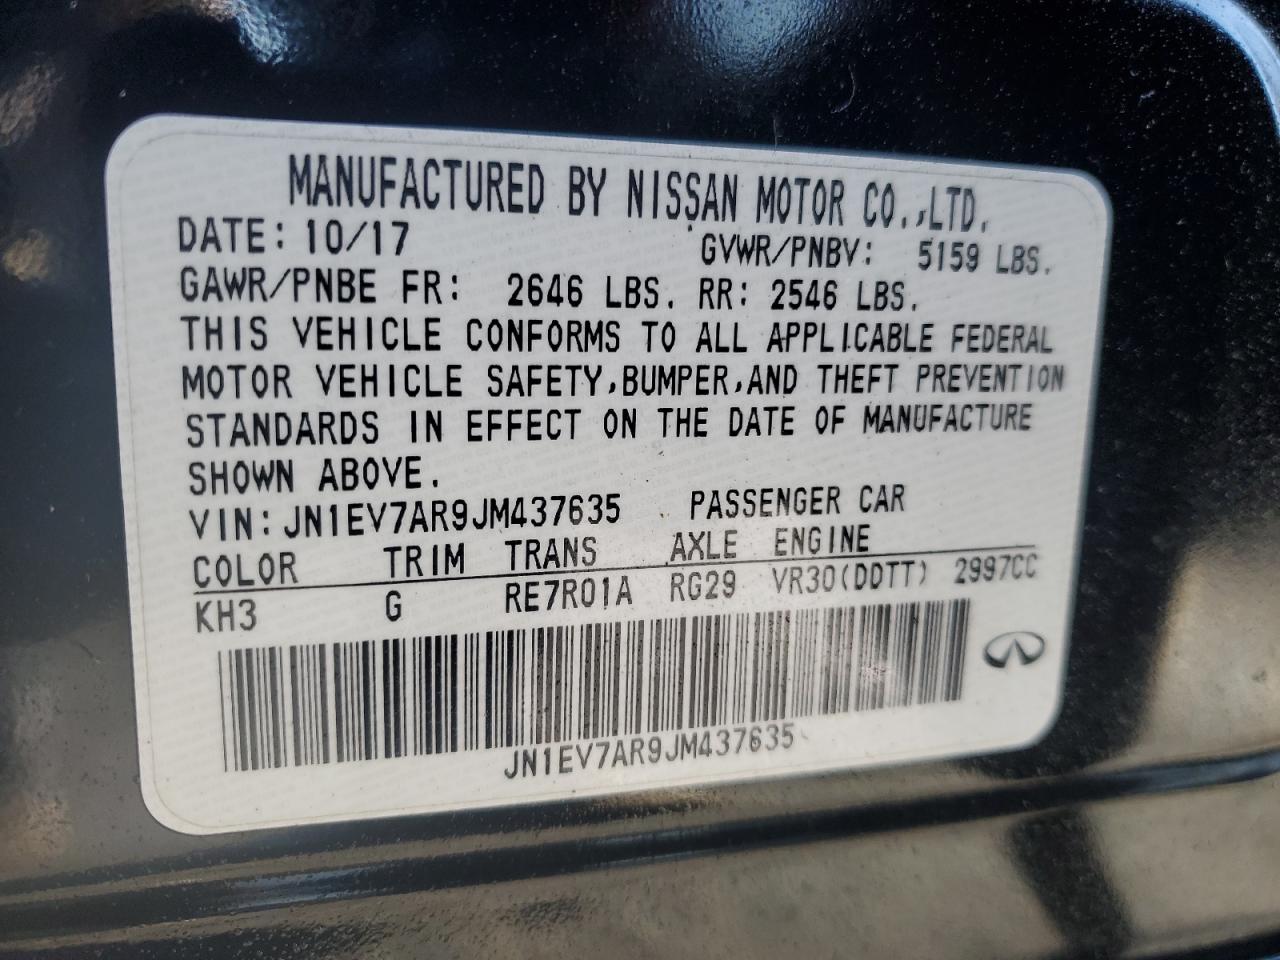 MANUFACTURED BY NISSAN MOTOR CO.,LTD.
DATE: 10/17 GVWR/PNBV: 5159 LBS.
GAWR/PNBE FR: 2646 LBS. RR: 2546 LBS.
THIS VEHICLE CONFORMS TO ALL APPLICABLE FEDERAL
MOTOR VEHICLE SAFETY,BUMPER,AND THEFT PREVENTION
STANDARDS IN EFFECT ON THE DATE OF MANUFACTURE
SHOWN ABOVE.
VIN: JN1EV7AR9JM437635 PASSENGER CAR
COLOR TRIM TRANS AXLE ENGINE
KH3 G RE7R01A RG29 VR30(DDTT) 2997CC
JN1EV7AR9JM437635